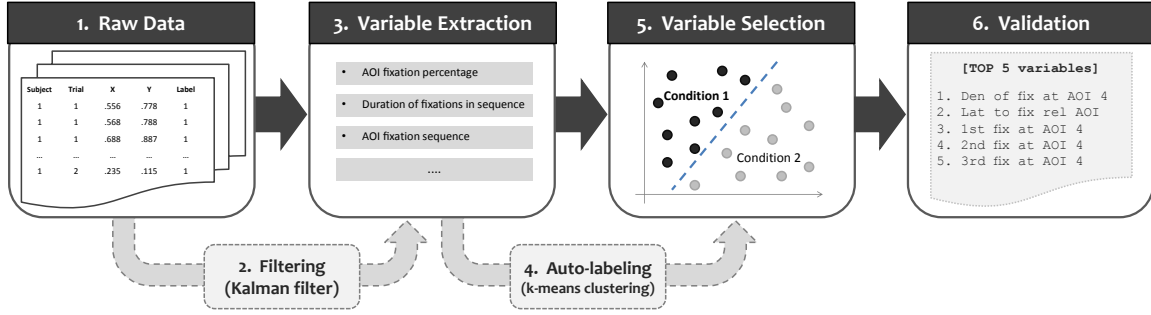 1. Raw Data
Subject Trial X Y Label
1 1 .556 .778 1
1 1 .568 .788 1
1 1 .688 .887 1
... ... ... ... ...
1 2 .235 .115 1
2. Filtering
(Kalman filter)
3. Variable Extraction
• AOI fixation percentage
• Duration of fixations in sequence
• AOI fixation sequence
....
4. Auto-labeling
(k-means clustering)
5. Variable Selection
Condition 1
Condition 2
6. Validation
[TOP 5 variables]
1. Den of fix at AOI 4
2. Lat to fix rel AOI
3. 1st fix at AOI 4
4. 2nd fix at AOI 4
5. 3rd fix at AOI 4